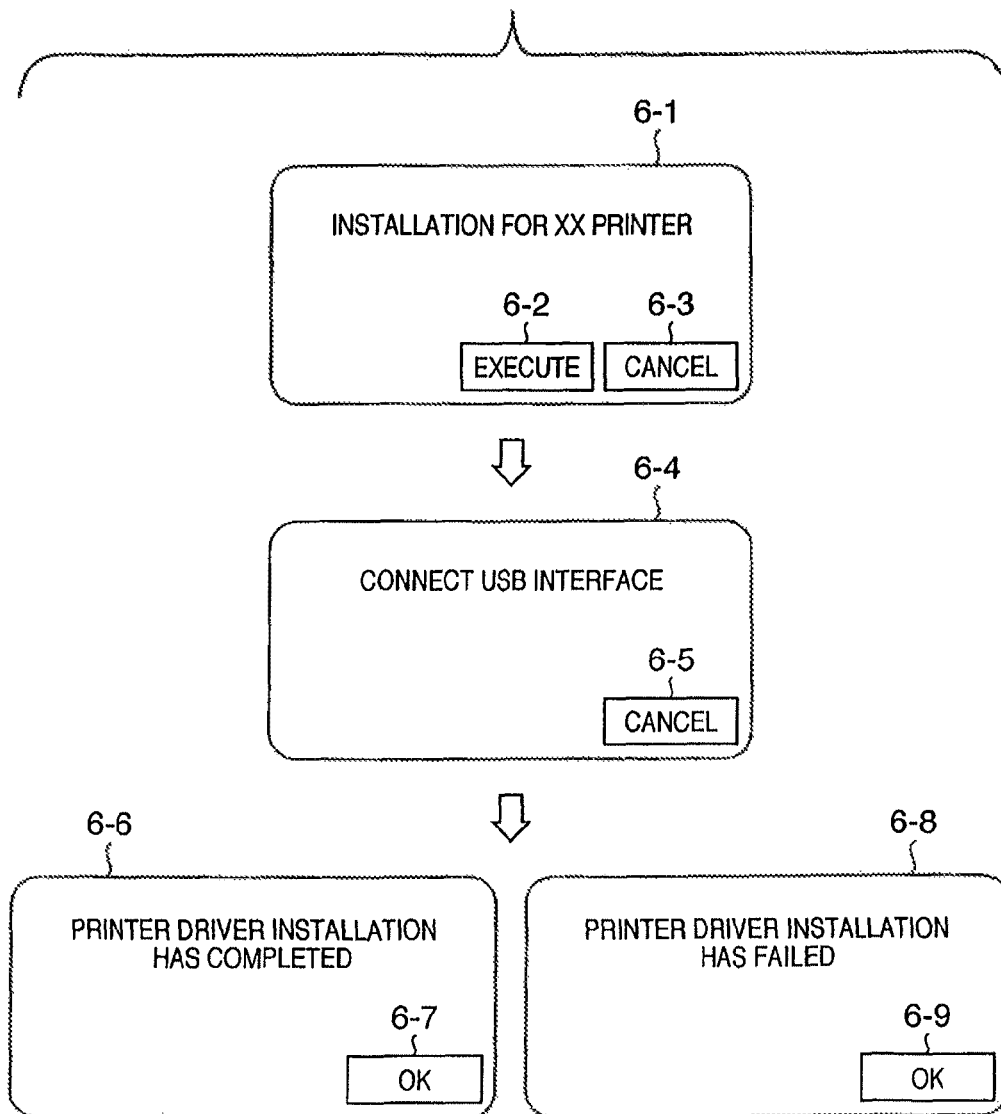 6-1
INSTALLATION FOR XX PRINTER
6-2
6-3
EXECUTE
CANCEL
6-4
CONNECT USB INTERFACE
6-5
CANCEL
6-6
6-8
PRINTER DRIVER INSTALLATION
HAS COMPLETED
PRINTER DRIVER INSTALLATION
HAS FAILED
6-7
6-9
OK
OK